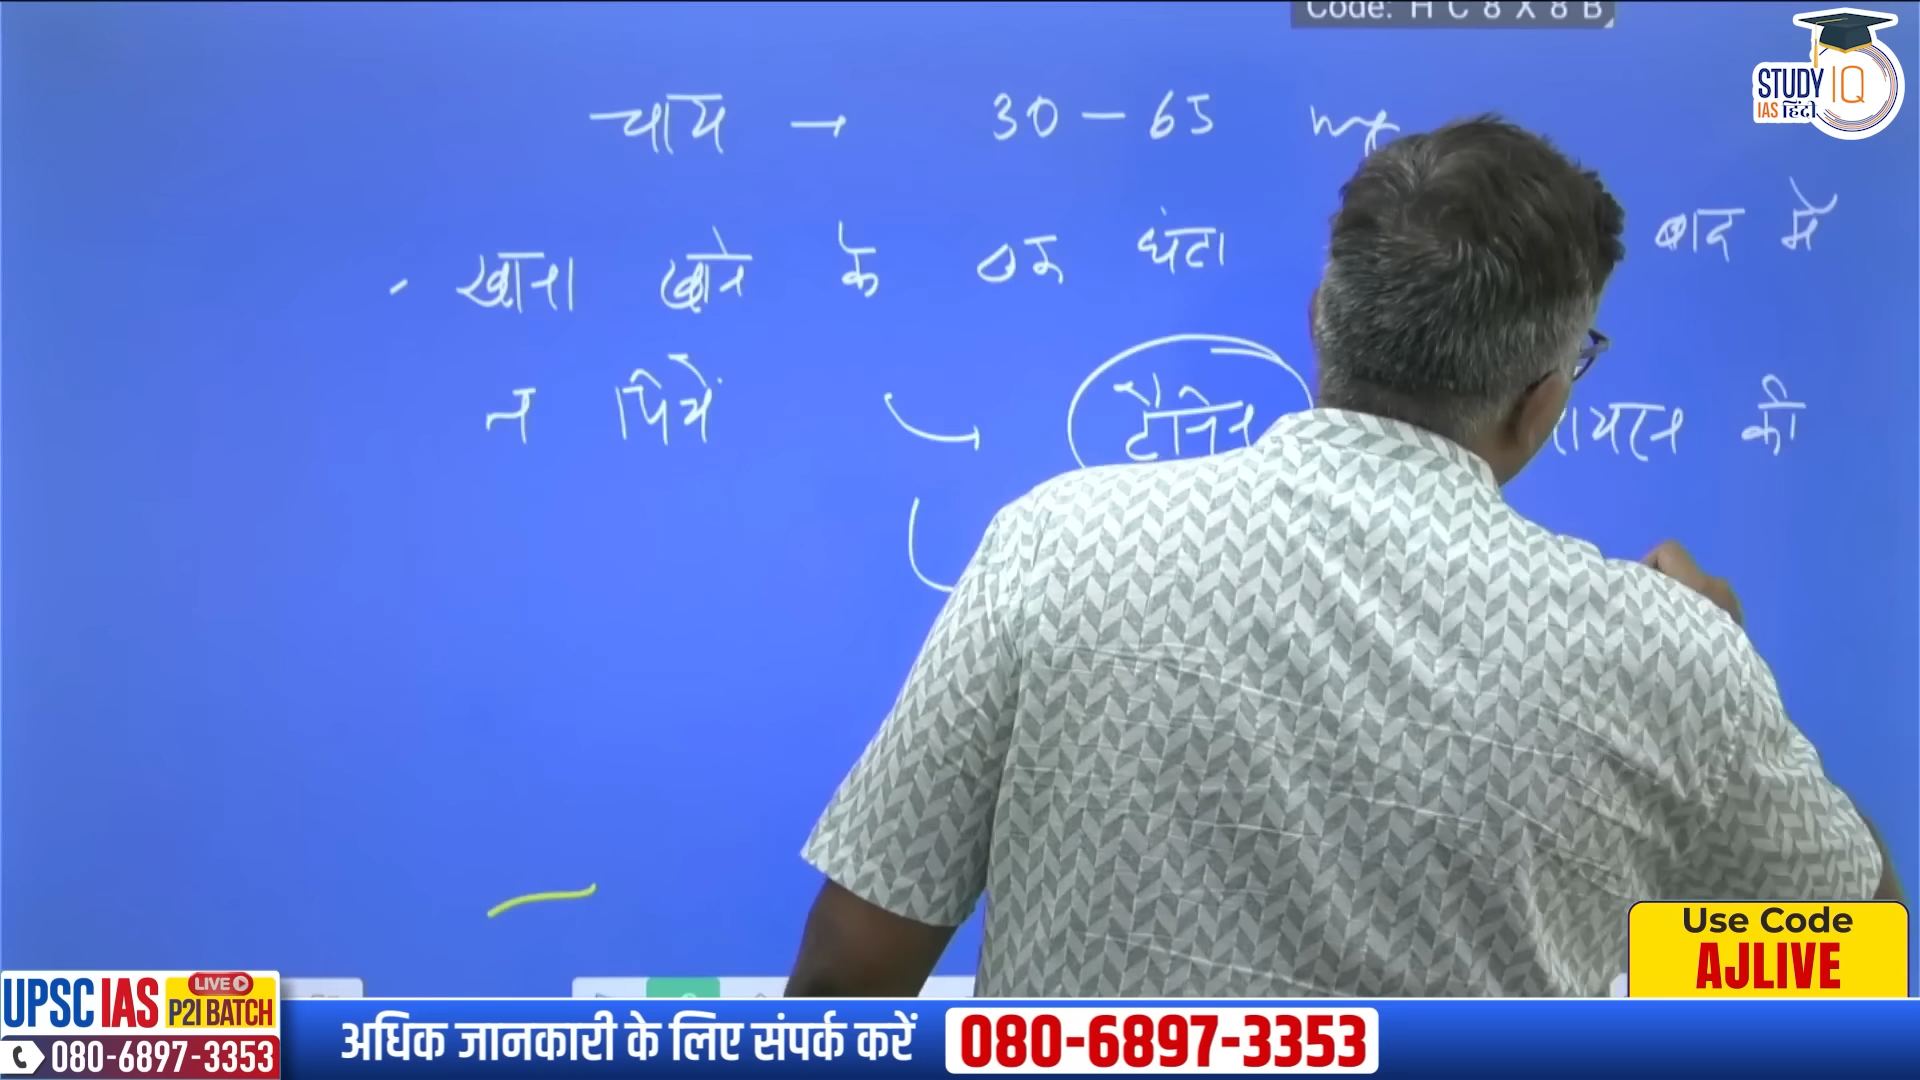 Code: H C 8 X 8 B
STUDY IQ
IAS हिंदी
चाय → 30 - 65 mg
खाना खाने के एक घंटा बाद में
न पियें टैनिन को
Use Code
AJLIVE
UPSC IAS LIVE P2I BATCH
080-6897-3353
अधिक जानकारी के लिए संपर्क करें 080-6897-3353